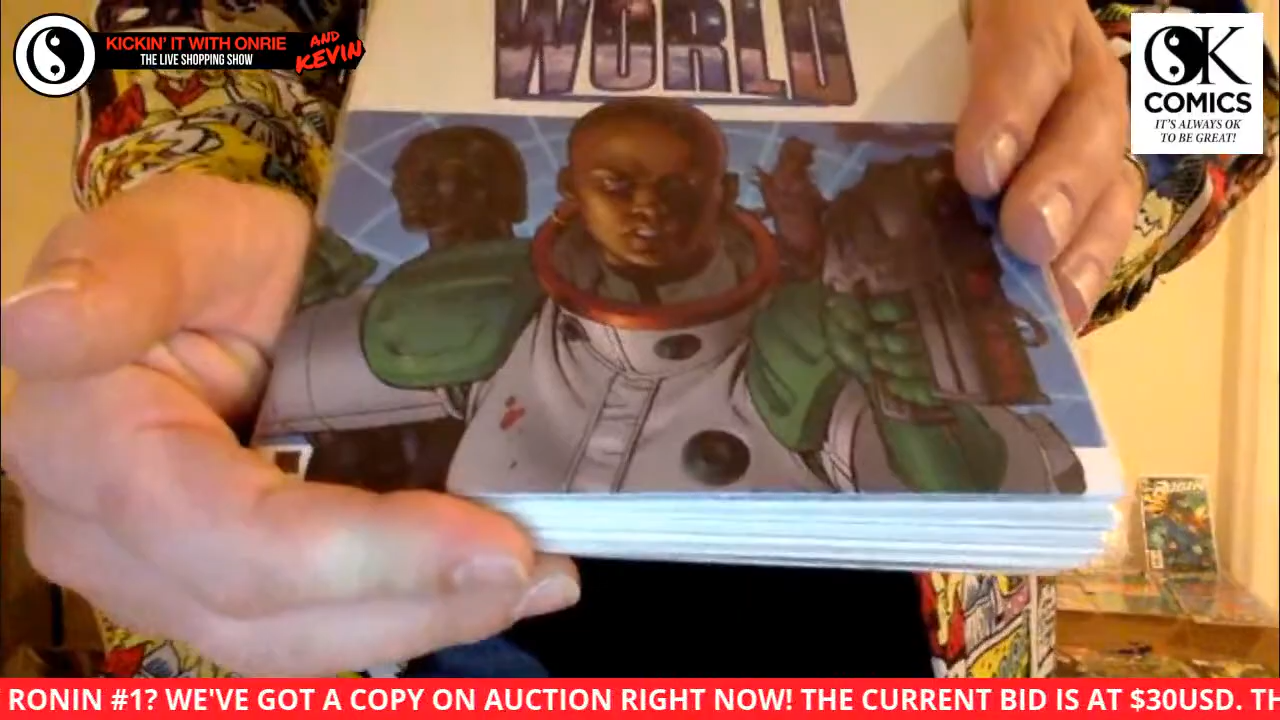 KICKIN' IT WITH ONRIE
AND
KEVIN
THE LIVE SHOPPING SHOW
WORLD
OK
COMICS
IT'S ALWAYS OK
TO BE GREAT!
RONIN #1? WE'VE GOT A COPY ON AUCTION RIGHT NOW! THE CURRENT BID IS AT $30USD. TH